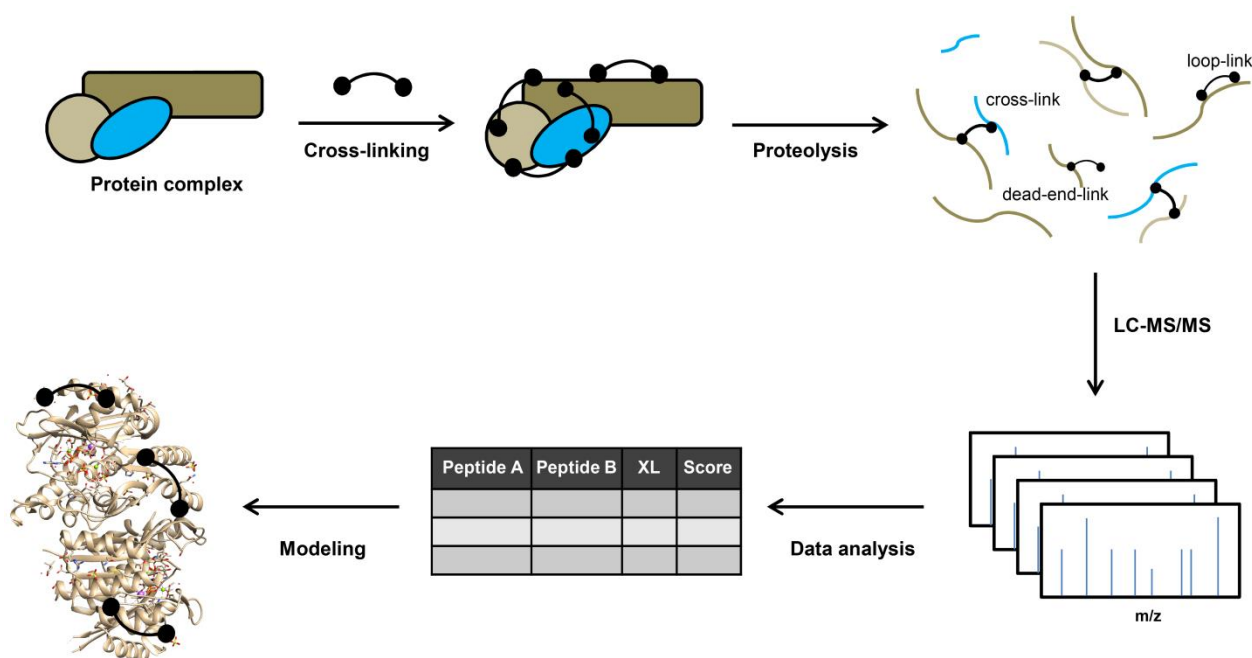 Protein complex
Cross-linking
Proteolysis
cross-link
loop-link
dead-end-link
LC-MS/MS
m/z
Data analysis
Peptide A Peptide B XL Score
Modeling